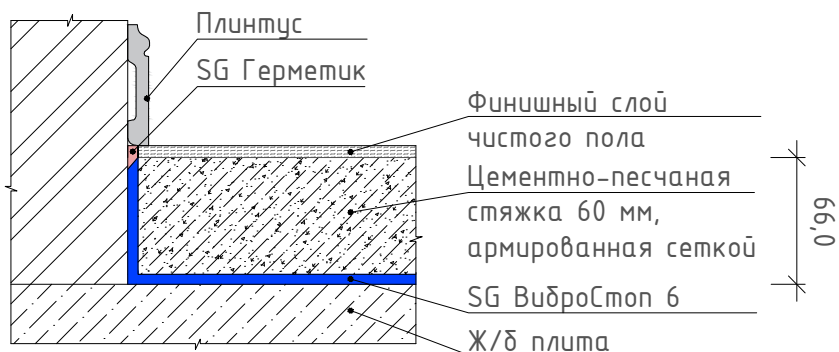 Плинтус
SG Герметик
Финишный слой
чистого пола
Цементно-песчаная
стяжка 60 мм,
армированная сеткой
SG ВиброСтоп 6
Ж/б плита
66,0